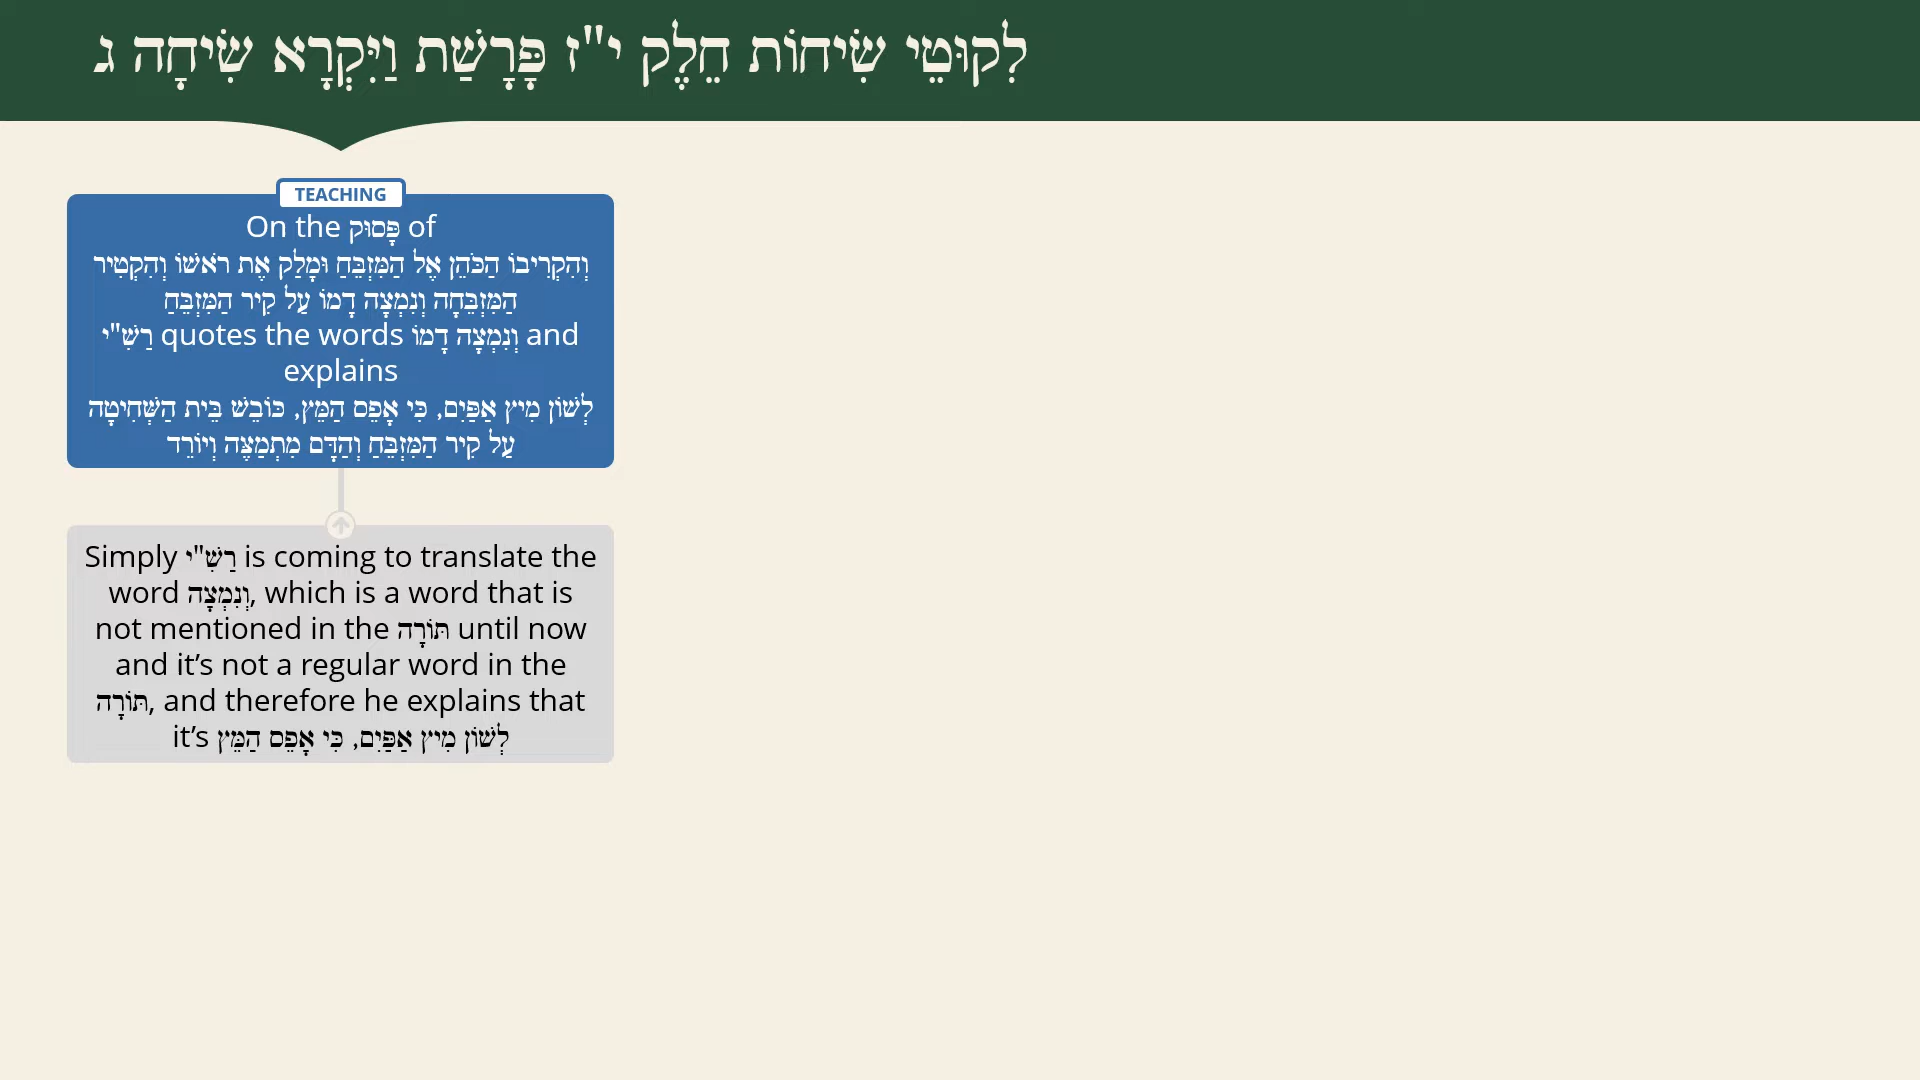 לִקוּטֵי שִׂיחוֹת חֵלֶק י"ז פָּרָשַׁת וַיִּקְרָא שִׂיחָה ג
TEACHING
On the פָּסוּק of
וְהִקְרִיבוֹ הַכֹּהֵן אֶל הַמִּזְבֵּחַ וּמָלַק אֶת רֹאשׁוֹ וְהִקְטִיר
הַמִּזְבֵּחָה וְנִמְצָה דָמוֹ עַל קִיר הַמִּזְבֵּחַ
רַשִׁ"י quotes the words וְנִמְצָה דָמוֹ and
explains
לְשׁוֹן מִיץ אַפַּיִם, כִּי אָפֵס הַמֵּץ, כּוֹבֵשׁ בֵּית הַשְּׁחִיטָה
עַל קִיר הַמִּזְבֵּחַ וְהַדָּם מִתְמַצֶּה וְיוֹרֵד
Simply רַשִׁ"י is coming to translate the
word וְנִמְצָה, which is a word that is
not mentioned in the תּוֹרָה until now
and it’s not a regular word in the
תּוֹרָה, and therefore he explains that
it’s לְשׁוֹן מִיץ אַפַּיִם, כִּי אָפֵס הַמֵּץ